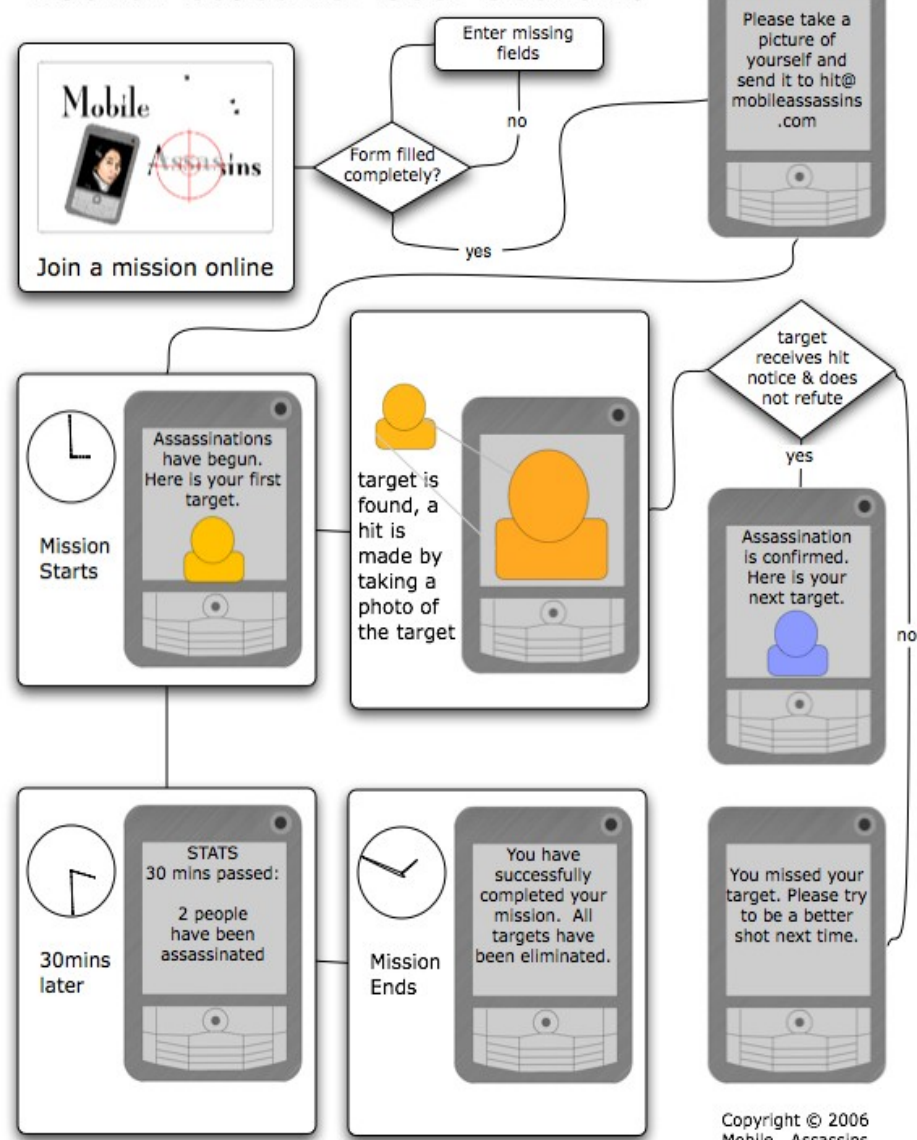 Enter missing
fields
Please take a
picture of
yourself and
send it to hit@
mobileassassins
.com
Mobile
Assassins
no
Form filled
completely?
yes
Join a mission online
target
receives hit
notice & does
not refute
yes
no
Assassinations
have begun.
Here is your first
target.
Mission
Starts
target is
found, a
hit is
made by
taking a
photo of
the target
Assassination
is confirmed.
Here is your
next target.
STATS
30 mins passed:
2 people
have been
assassinated
30mins
later
You have
successfully
completed your
mission. All
targets have
been eliminated.
Mission
Ends
You missed your
target. Please try
to be a better
shot next time.
Copyright © 2006
Mobile Assassins